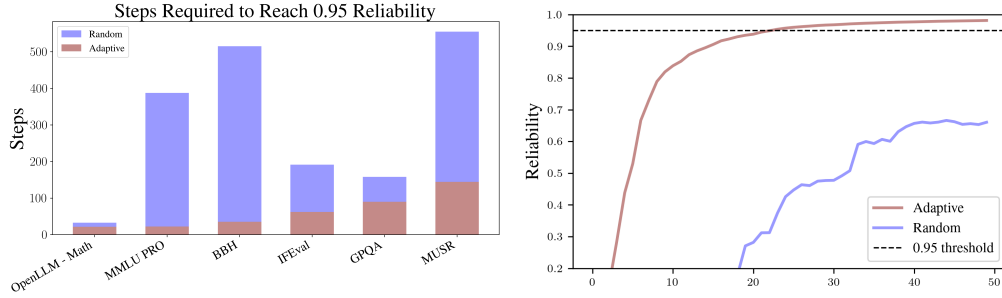 Steps Required to Reach 0.95 Reliability
Random
Adaptive
Steps
500
400
300
200
100
0
OpenLLM - Math
MMLU PRO
BBH
IFEval
GPQA
MUSR
Reliability
1.0
0.9
0.8
0.7
0.6
0.5
0.4
0.3
0.2
0
10
20
30
40
50
Adaptive
Random
0.95 threshold